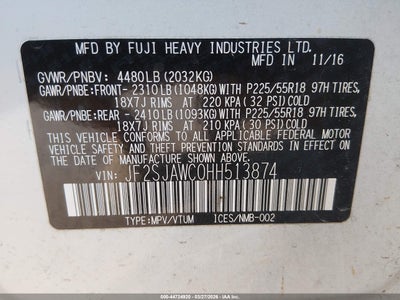 MFD BY FUJI HEAVY INDUSTRIES LTD. 11/16
GVWR/PNBV: 4480LB(2032KG)
GAWR/PNBE:FRONT- 2310LB(1048KG)WITH P225/55R18 97H TIRES,
18X7J RIMS AT 220 KPA(32 PSI)COLD
GAWR/PNBE:REAR - 2410LB(1093KG)WITH P225/55R18 97H TIRES,
18X7J RIMS AT 210 KPA(30 PSI)COLD
THIS VEHICLE CONFORMS TO ALL APPLICABLE FEDERAL
MOTOR VEHICLE SAFETY, BUMPER, AND THEFT
PREVENTION STANDARDS IN EFFECT ON THE DATE OF
MANUFACTURE SHOWN ABOVE.
VIN: JF2SJAWC0HH513874
TYPE:MPV/VTUM ICES/NMB-002